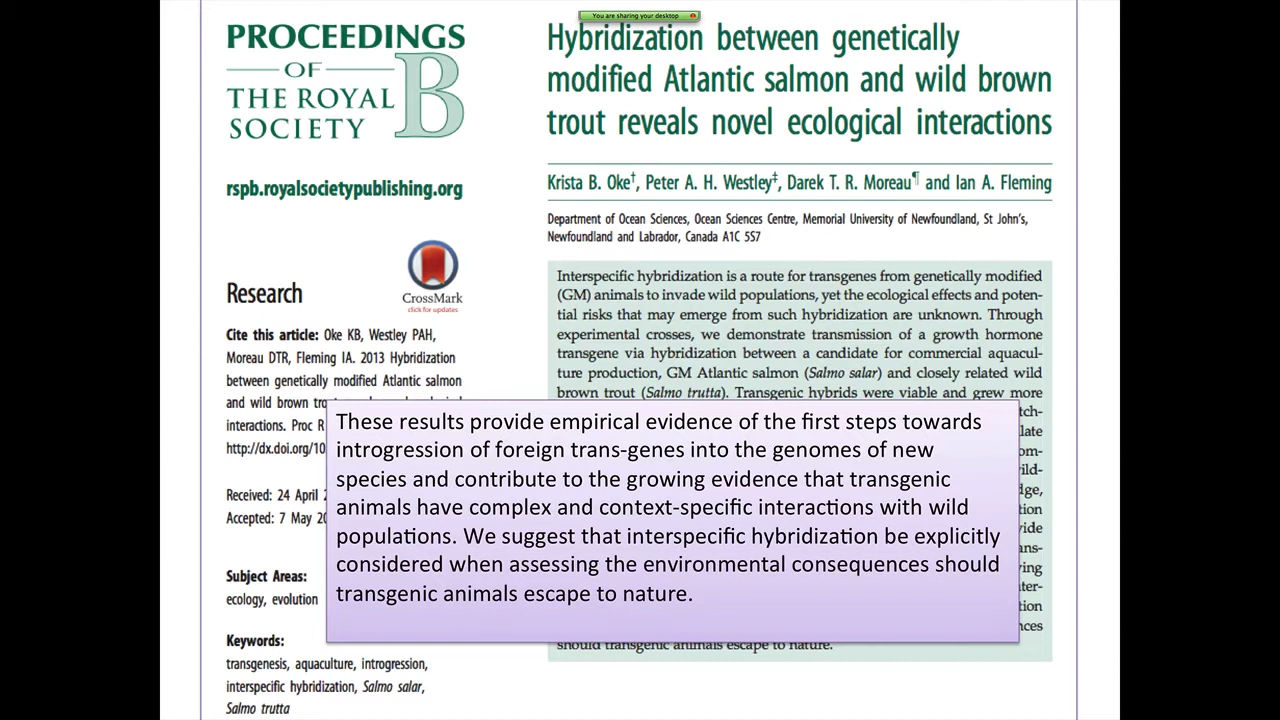 You are sharing your desktop
PROCEEDINGS
OF
THE ROYAL
SOCIETY
B
rspb.royalsocietypublishing.org
CrossMark
click for updates
Research
Cite this article: Oke KB, Westley PAH,
Moreau DTR, Fleming IA. 2013 Hybridization
between genetically modified Atlantic salmon
and wild brown
interactions. Proc R
http://dx.doi.org/10
Received: 24 April
Accepted: 7 May
Subject Areas:
ecology, evolution
Keywords:
transgenesis, aquaculture, introgression,
interspecific hybridization, Salmo salar,
Salmo trutta
Hybridization between genetically
modified Atlantic salmon and wild brown
trout reveals novel ecological interactions
Krista B. Oke†, Peter A. H. Westley‡, Darek T. R. Moreau¶ and Ian A. Fleming
Department of Ocean Sciences, Ocean Sciences Centre, Memorial University of Newfoundland, St John's,
Newfoundland and Labrador, Canada A1C 5S7
Interspecific hybridization is a route for transgenes from genetically modified
(GM) animals to invade wild populations, yet the ecological effects and poten-
tial risks that may emerge from such hybridization are unknown. Through
experimental crosses, we demonstrate transmission of a growth hormone
transgene via hybridization between a candidate for commercial aquacul-
ture production, GM Atlantic salmon (Salmo salar) and closely related wild
brown trout (Salmo trutta). Transgenic hybrids were viable and grew more
These results provide empirical evidence of the first steps towards
introgression of foreign trans-genes into the genomes of new
species and contribute to the growing evidence that transgenic
animals have complex and context-specific interactions with wild
populations. We suggest that interspecific hybridization be explicitly
considered when assessing the environmental consequences should
transgenic animals escape to nature.
should transgenic animals escape to nature.